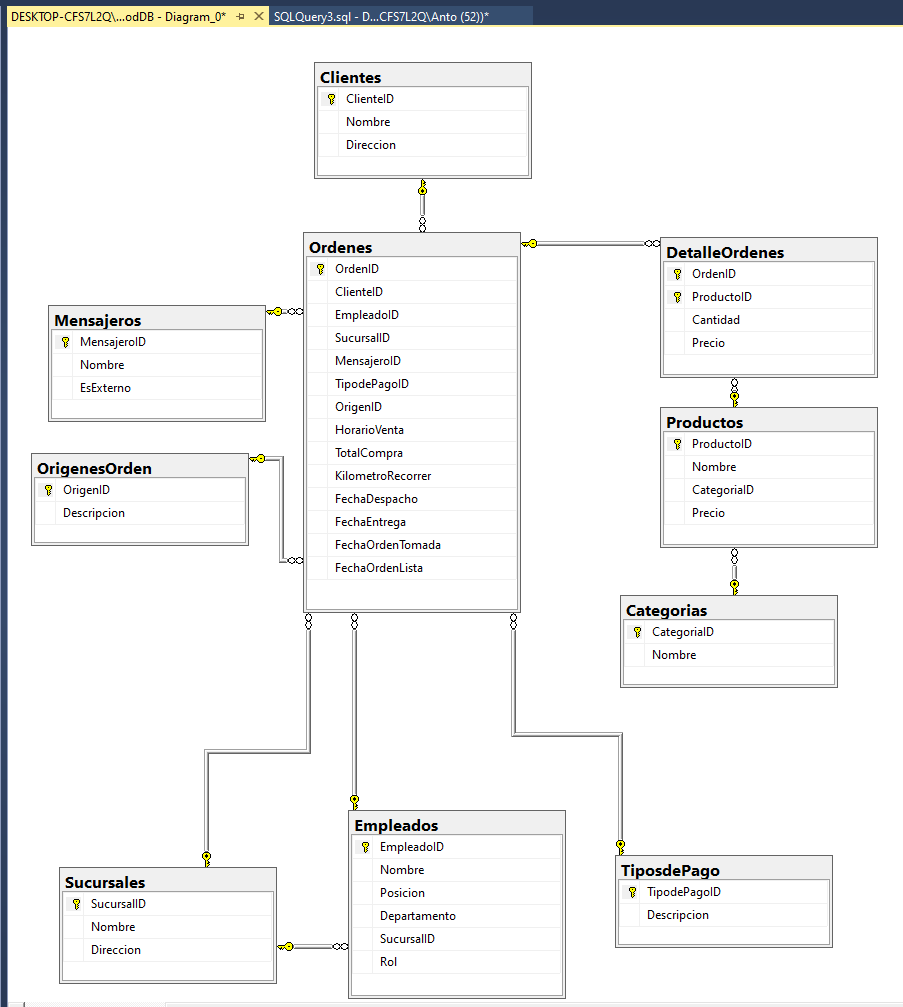 DESKTOP-CFS7L2Q\...odDB - Diagram_0*
SQLQuery3.sql - D...CFS7L2Q\Anto (52))*
Clientes
ClienteID
Nombre
Direccion
Ordenes
OrdenID
ClienteID
EmpleadoID
SucursalID
MensajeroID
TipodePagoID
OrigenID
HorarioVenta
TotalCompra
KilometroRecorrer
FechaDespacho
FechaEntrega
FechaOrdenTomada
FechaOrdenLista
DetalleOrdenes
OrdenID
ProductoID
Cantidad
Precio
Mensajeros
MensajeroID
Nombre
EsExterno
Productos
ProductoID
Nombre
CategoriaID
Precio
OrigenesOrden
OrigenID
Descripcion
Categorias
CategoriaID
Nombre
Empleados
EmpleadoID
Nombre
Posicion
Departamento
SucursalID
Rol
Sucursales
SucursalID
Nombre
Direccion
TiposdePago
TipodePagoID
Descripcion